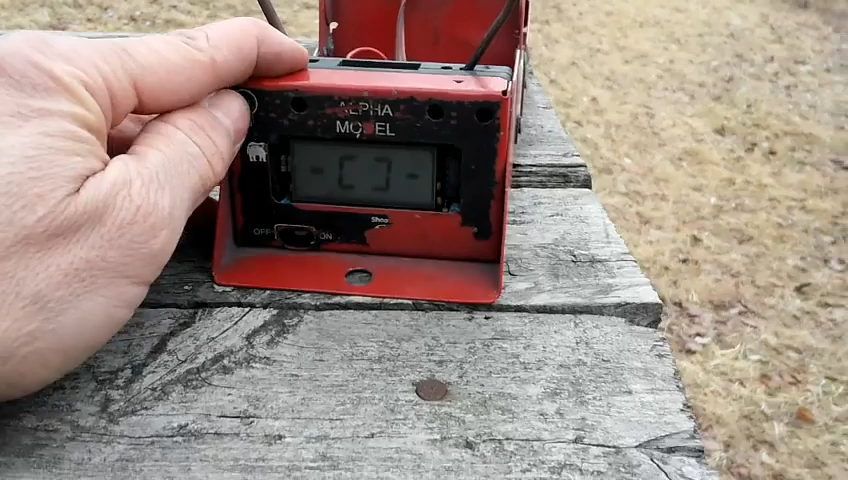 ALPHA
MODEL
- [ ] -
Shoo
OFF ON